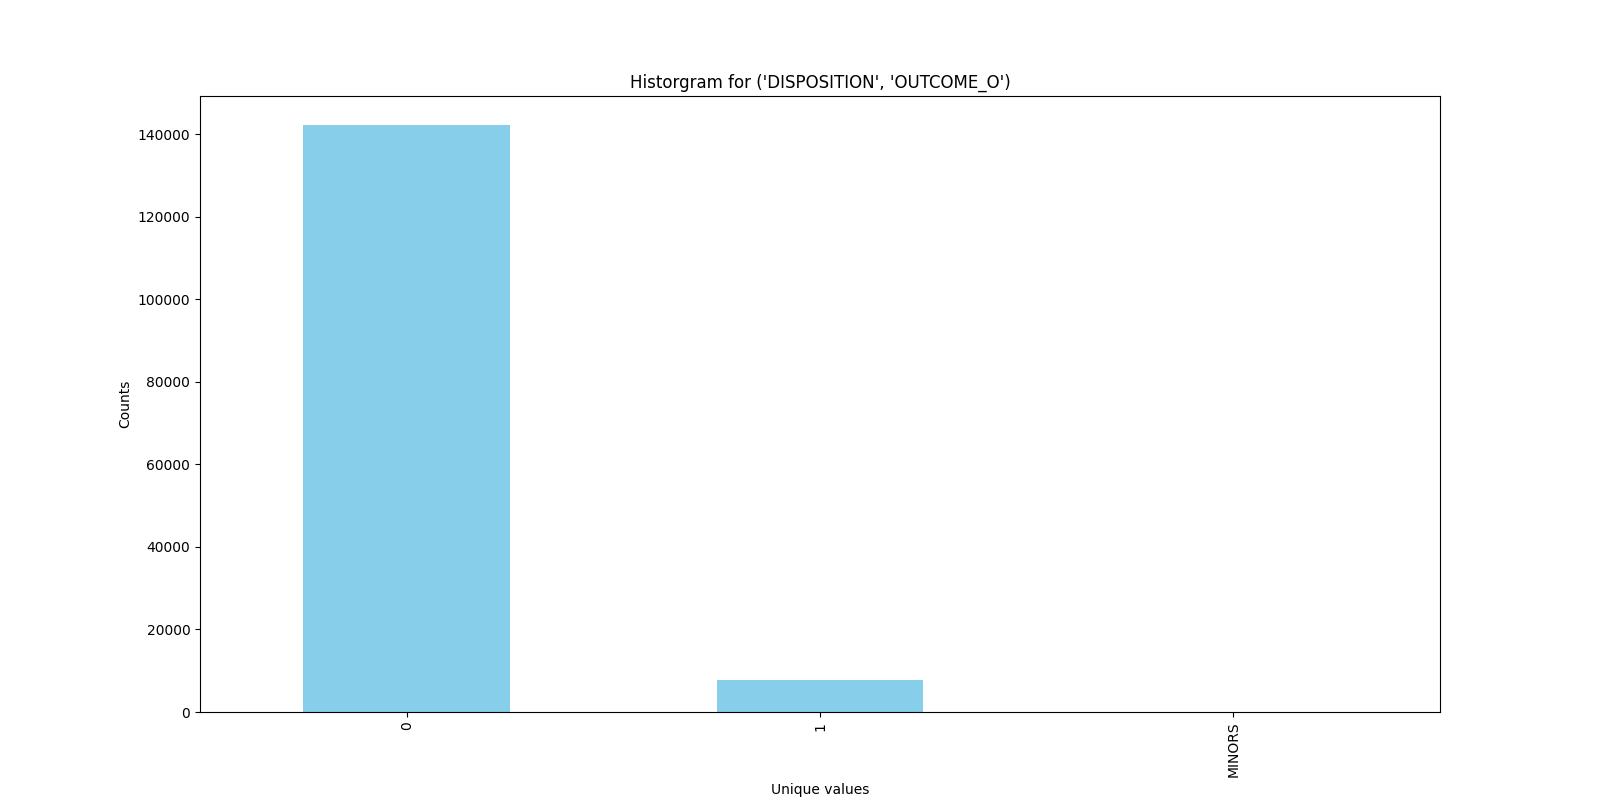 Historgram for ('DISPOSITION', 'OUTCOME_O')
140000
120000
100000
80000
60000
40000
20000
0
Counts
0
1
MINORS
Unique values